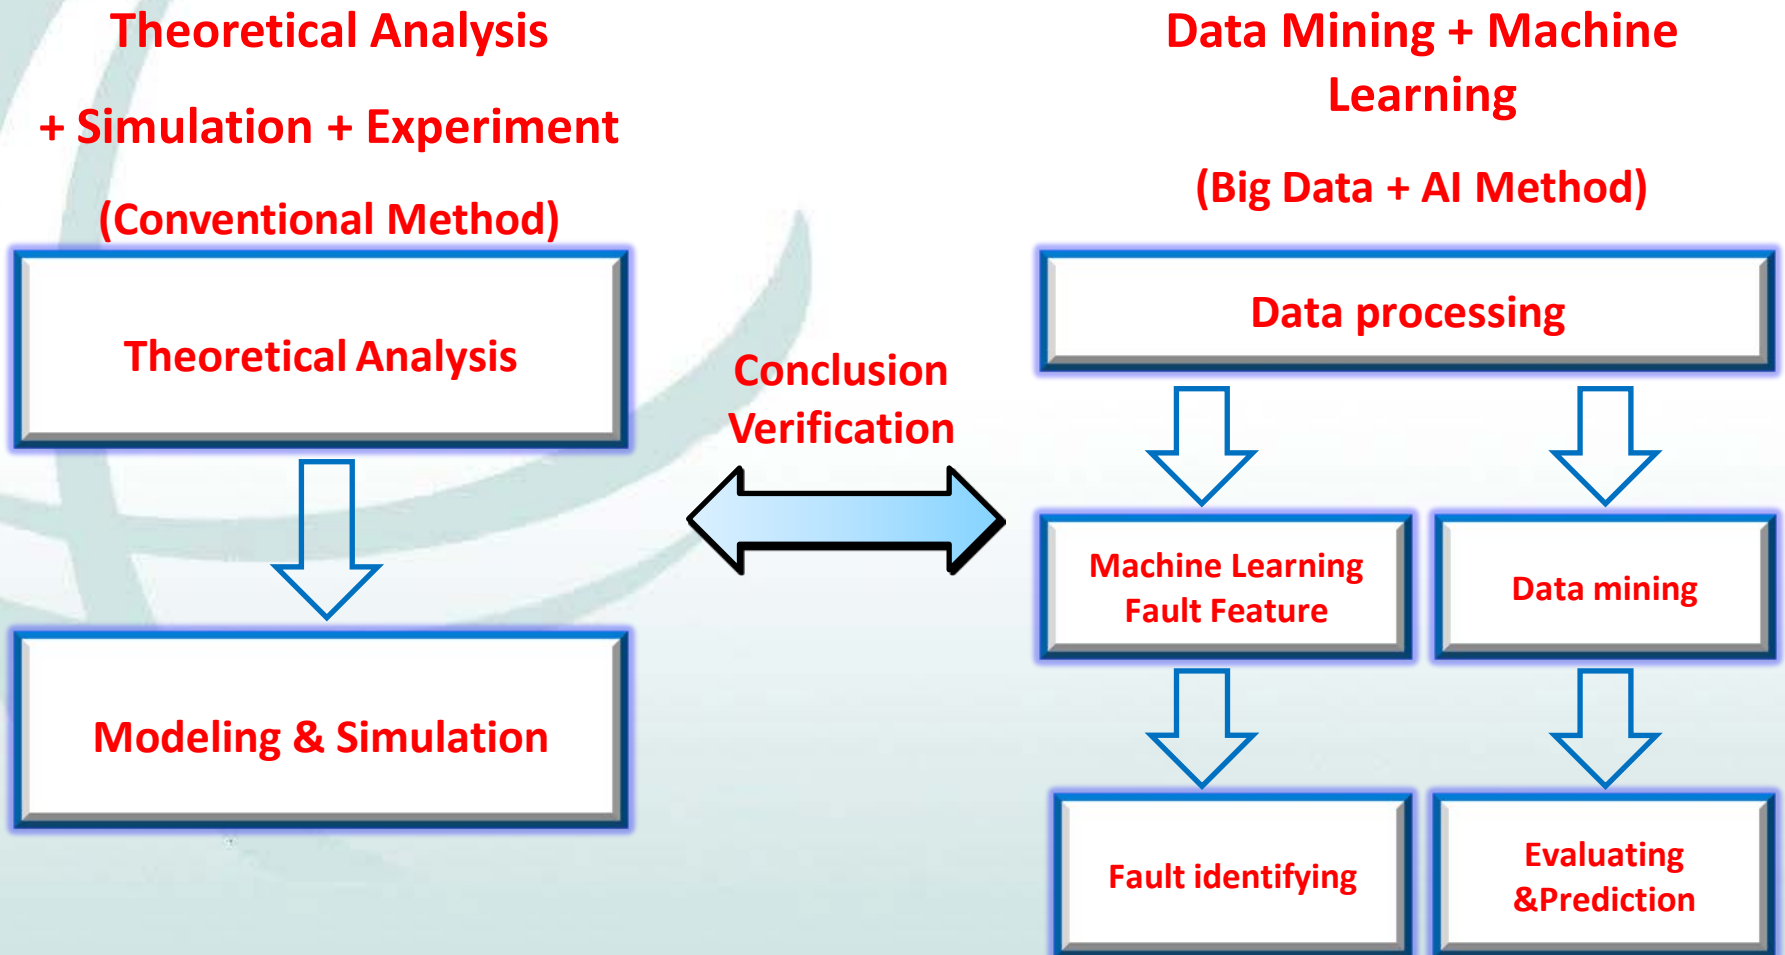 Theoretical Analysis
+ Simulation + Experiment
(Conventional Method)
Theoretical Analysis
Modeling & Simulation
Conclusion
Verification
Data Mining + Machine
Learning
(Big Data + AI Method)
Data processing
Machine Learning
Fault Feature
Data mining
Fault identifying
Evaluating
&Prediction